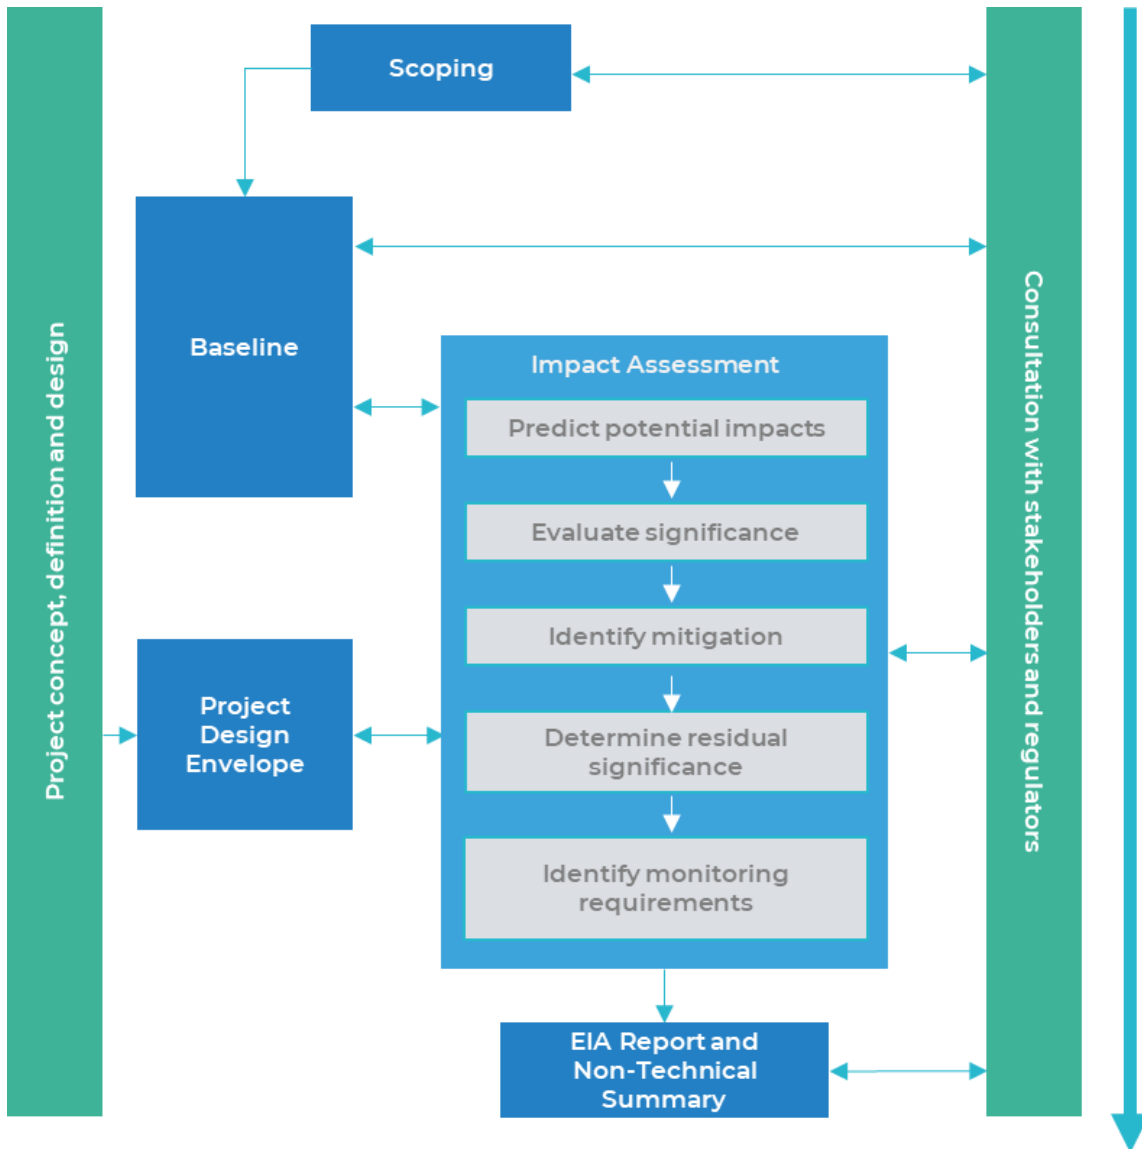 Scoping
Baseline
Project concept, definition and design
Impact Assessment
Predict potential impacts
Evaluate significance
Identify mitigation
Determine residual
significance
Identify monitoring
requirements
Project
Design
Envelope
Consultation with stakeholders and regulators
EIA Report and
Non-Technical
Summary